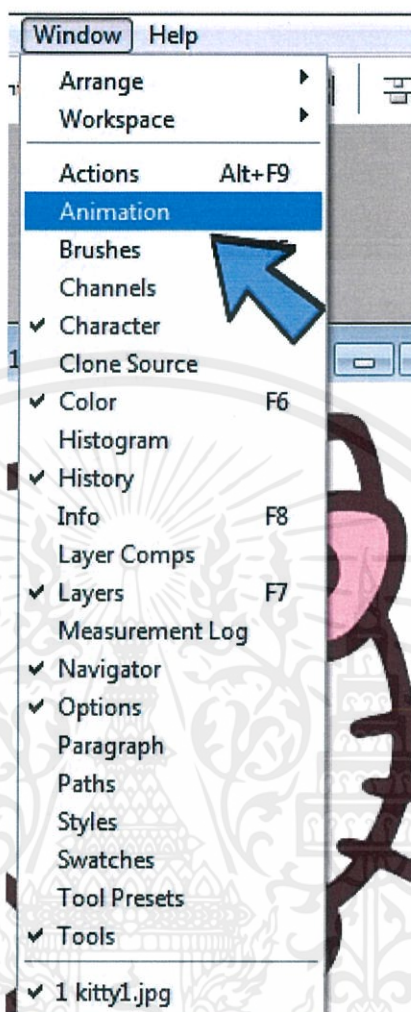 Window Help
Arrange
Workspace
Actions Alt+F9
Animation
Brushes
Channels
✔ Character
Clone Source
✔ Color F6
Histogram
✔ History
Info F8
Layer Comps
✔ Layers F7
Measurement Log
✔ Navigator
✔ Options
Paragraph
Paths
Styles
Swatches
Tool Presets
✔ Tools
✔ 1 kitty1.jpg